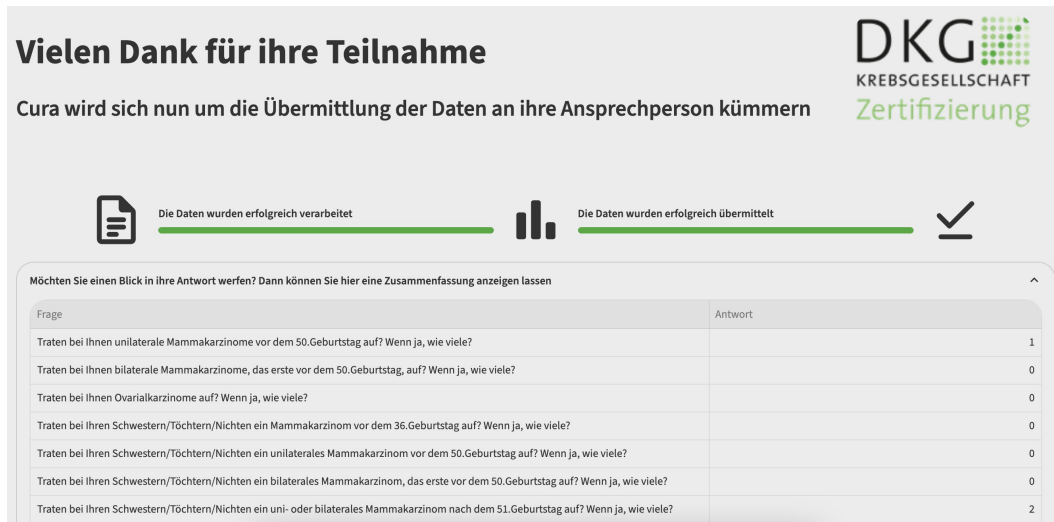 Vielen Dank für ihre Teilnahme
DKG
KREBSGESELLSCHAFT
Zertifizierung
Cura wird sich nun um die Übermittlung der Daten an ihre Ansprechperson kümmern
Die Daten wurden erfolgreich verarbeitet
Die Daten wurden erfolgreich übermittelt
Möchten Sie einen Blick in ihre Antwort werfen? Dann können Sie hier eine Zusammenfassung anzeigen lassen
Frage Antwort
Traten bei Ihnen unilaterale Mammakarzinome vor dem 50.Geburtstag auf? Wenn ja, wie viele? 1
Traten bei Ihnen bilaterale Mammakarzinome, das erste vor dem 50.Geburtstag, auf? Wenn ja, wie viele? 0
Traten bei Ihnen Ovarialkarzinome auf? Wenn ja, wie viele? 0
Traten bei Ihren Schwestern/Töchtern/Nichten ein Mammakarzinom vor dem 36.Geburtstag auf? Wenn ja, wie viele? 0
Traten bei Ihren Schwestern/Töchtern/Nichten ein unilaterales Mammakarzinom vor dem 50.Geburtstag auf? Wenn ja, wie viele? 0
Traten bei Ihren Schwestern/Töchtern/Nichten ein bilaterales Mammakarzinom, das erste vor dem 50.Geburtstag auf? Wenn ja, wie viele? 0
Traten bei Ihren Schwestern/Töchtern/Nichten ein uni- oder bilaterales Mammakarzinom nach dem 51.Geburtstag auf? Wenn ja, wie viele? 2